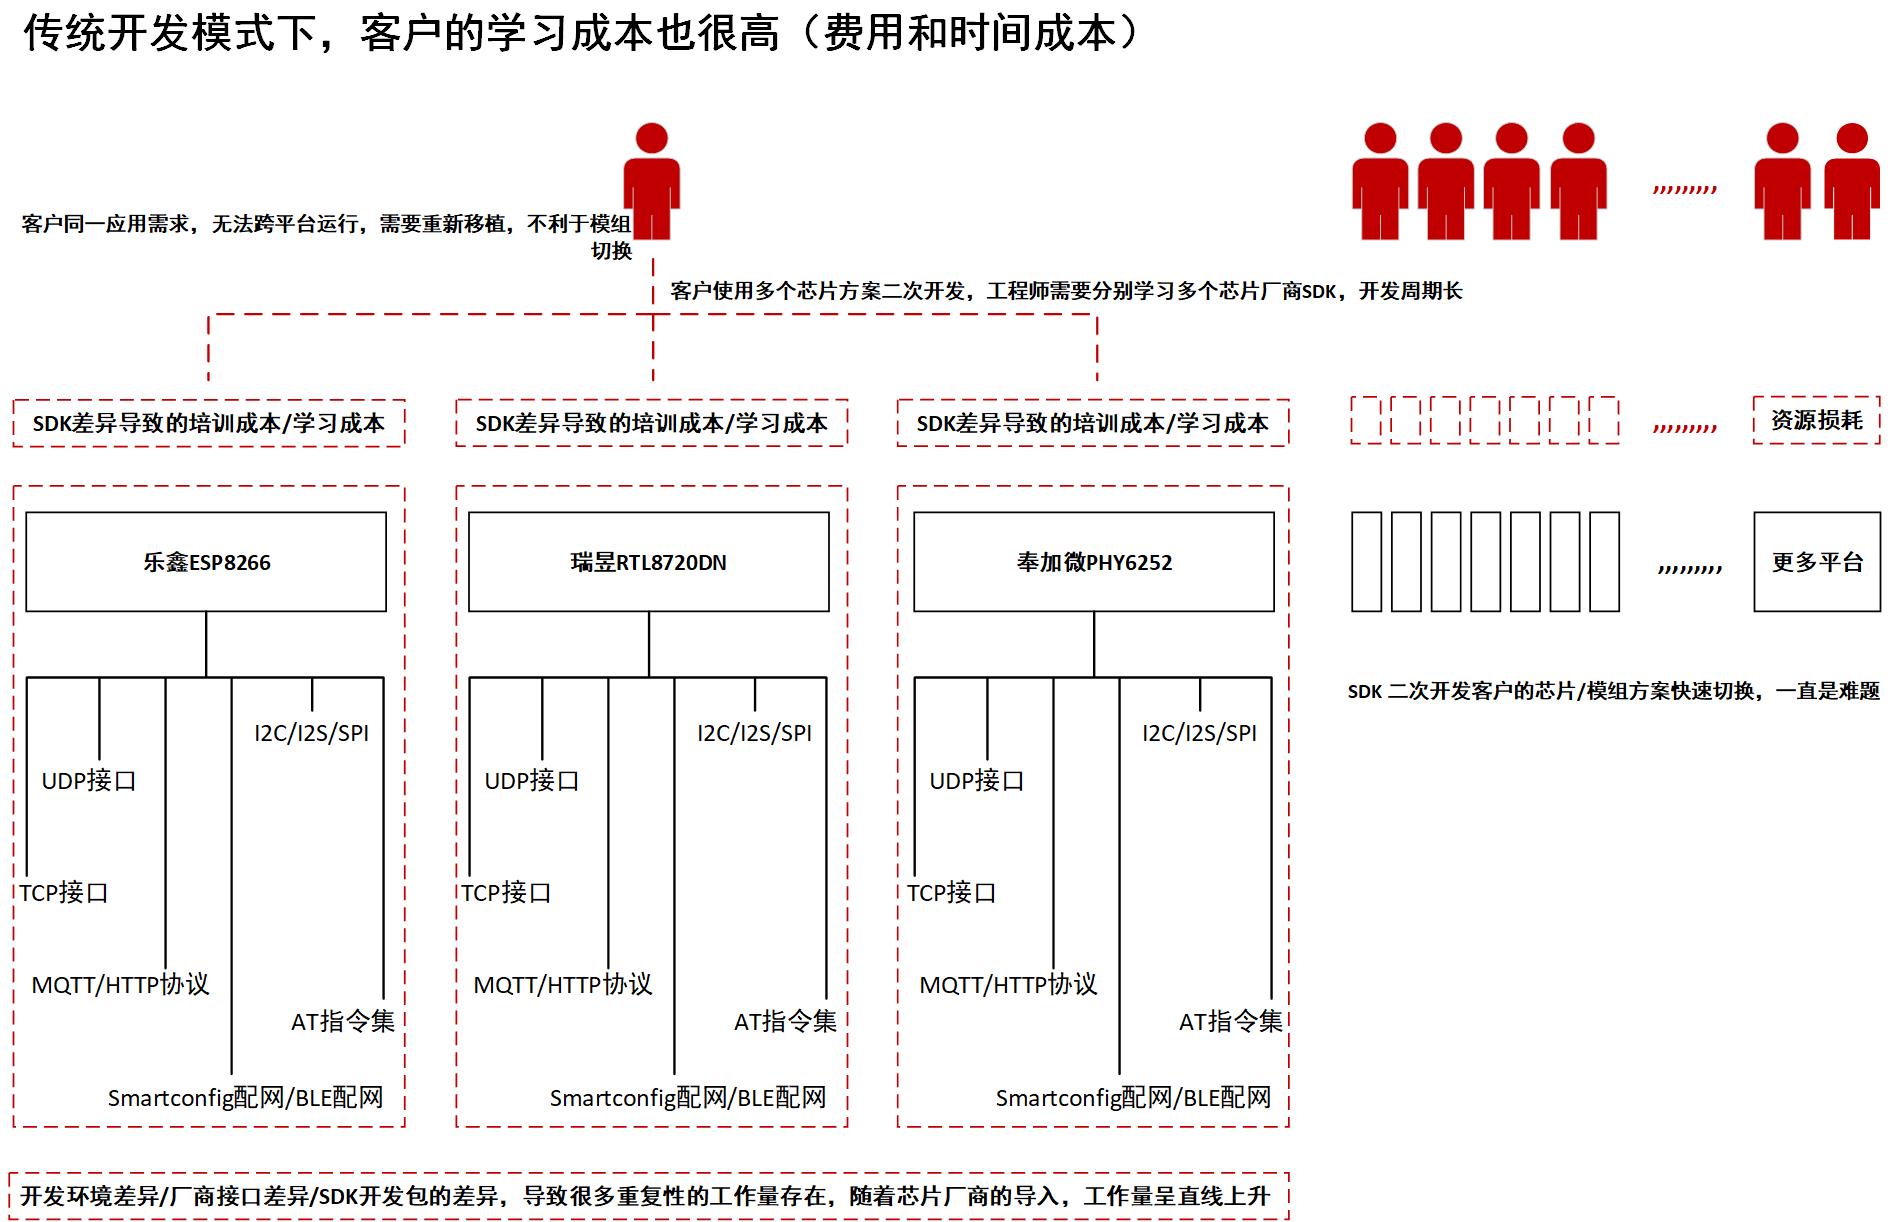 传统开发模式下，客户的学习成本也很高（费用和时间成本）
客户同一应用需求，无法跨平台运行，需要重新移植，不利于模组
切换
客户使用多个芯片方案二次开发，工程师需要分别学习多个芯片厂商SDK，开发周期长
,,,,,,,,,
SDK差异导致的培训成本/学习成本
SDK差异导致的培训成本/学习成本
SDK差异导致的培训成本/学习成本
,,,,,,,,,
资源损耗
乐鑫ESP8266
瑞昱RTL8720DN
奉加微PHY6252
,,,,,,,,,
更多平台
SDK 二次开发客户的芯片/模组方案快速切换，一直是难题
I2C/I2S/SPI
UDP接口
TCP接口
MQTT/HTTP协议
AT指令集
Smartconfig配网/BLE配网
I2C/I2S/SPI
UDP接口
TCP接口
MQTT/HTTP协议
AT指令集
Smartconfig配网/BLE配网
I2C/I2S/SPI
UDP接口
TCP接口
MQTT/HTTP协议
AT指令集
Smartconfig配网/BLE配网
开发环境差异/厂商接口差异/SDK开发包的差异，导致很多重复性的工作量存在，随着芯片厂商的导入，工作量呈直线上升